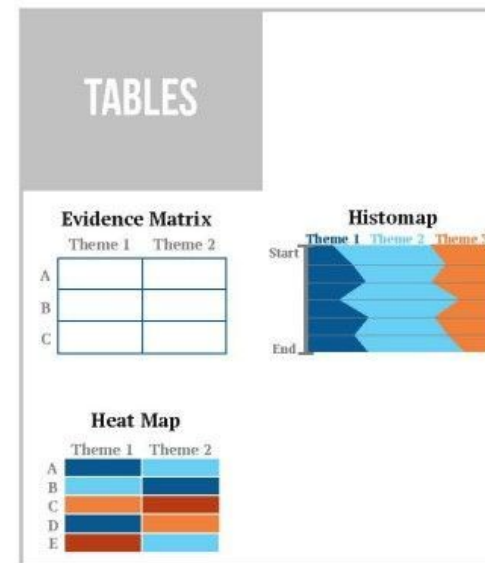 TABLES
Evidence Matrix
Theme 1 Theme 2
A
B
C
Histomap
Theme 1 Theme 2 Theme
Start
End
Heat Map
Theme 1 Theme 2
A
B
C
D
E